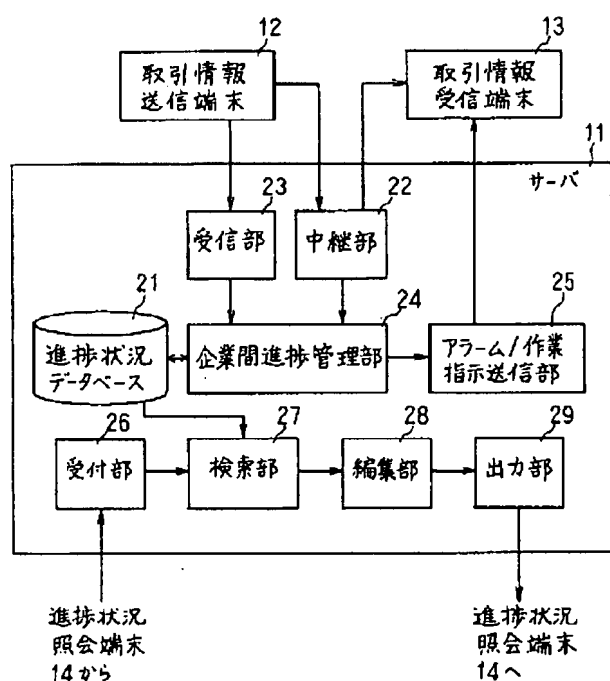 12
13
取引情報
送信端末
取引情報
受信端末
11
サーバ
23
22
受信部
中継部
21
24
25
進捗状況
データベース
企業間進捗管理部
アラーム/作業
指示送信部
26
27
28
29
受付部
検索部
編集部
出力部
進捗状況
照会端末
14から
進捗状況
照会端末
14へ